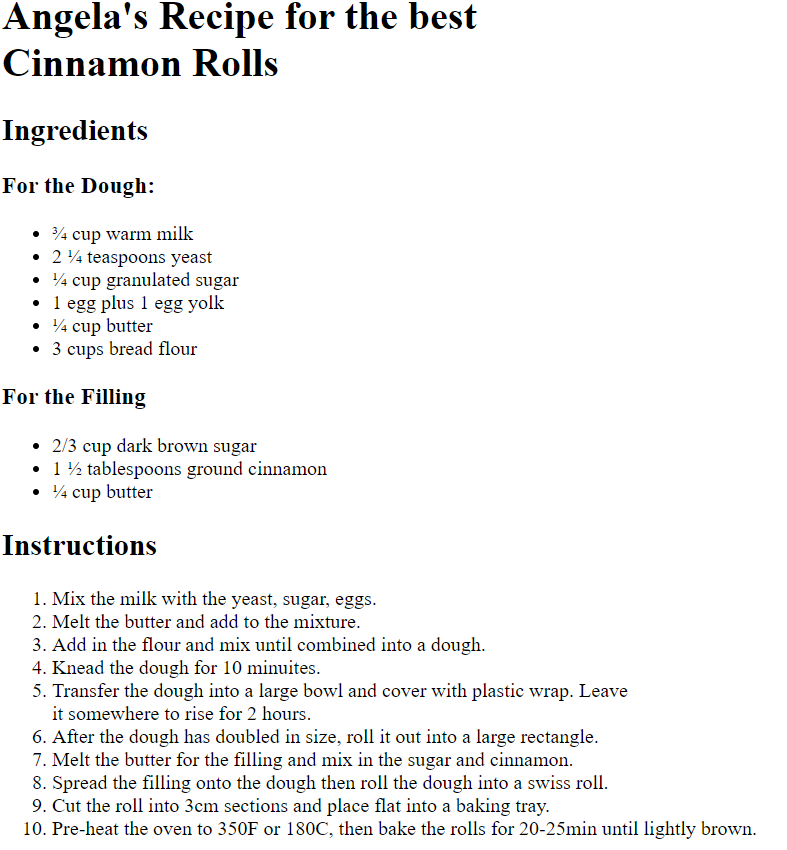 Angela's Recipe for the best
Cinnamon Rolls
Ingredients
For the Dough:
• ¾ cup warm milk
• 2 ¼ teaspoons yeast
• ¼ cup granulated sugar
• 1 egg plus 1 egg yolk
• ¼ cup butter
• 3 cups bread flour
For the Filling
• 2/3 cup dark brown sugar
• 1 ½ tablespoons ground cinnamon
• ¼ cup butter
Instructions
1. Mix the milk with the yeast, sugar, eggs.
2. Melt the butter and add to the mixture.
3. Add in the flour and mix until combined into a dough.
4. Knead the dough for 10 minuites.
5. Transfer the dough into a large bowl and cover with plastic wrap. Leave
it somewhere to rise for 2 hours.
6. After the dough has doubled in size, roll it out into a large rectangle.
7. Melt the butter for the filling and mix in the sugar and cinnamon.
8. Spread the filling onto the dough then roll the dough into a swiss roll.
9. Cut the roll into 3cm sections and place flat into a baking tray.
10. Pre-heat the oven to 350F or 180C, then bake the rolls for 20-25min until lightly brown.